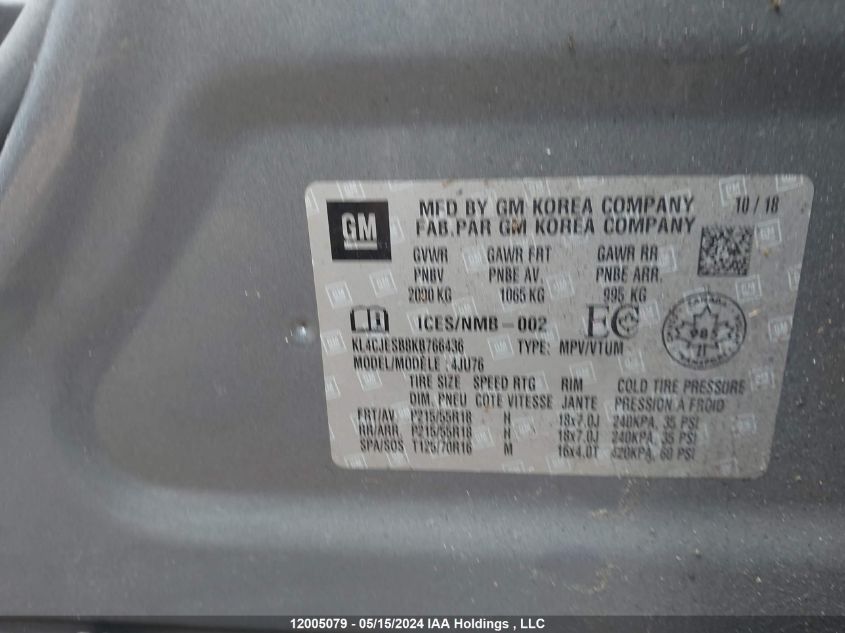 GM
MFD BY GM KOREA COMPANY 10 / 18
FAB.PAR GM KOREA COMPANY
GVWR GAWR FRT GAWR RR
PNBV PNBE AV. PNBE ARR.
1065 KG 995 KG
ICES/NMB-002 EC
TYPE: MPV/VTUM
MODEL/MODÈLE : 4JU76
TIRE SIZE SPEED RTG RIM COLD TIRE PRESSURE
DIM. PNEU COTE VITESSE JANTE PRESSION A FROID
FRT/AV P215/55R18 H 18x7.0J 240KPA, 35 PSI
RR/ARR P215/55R18 H 18x7.0J 240KPA, 35 PSI
SPA/SOS T125/70R16 M 16x4.0T 420KPA, 60 PSI
CANADA
TRANSPORT
12005079 - 05/15/2024 IAA Holdings , LLC